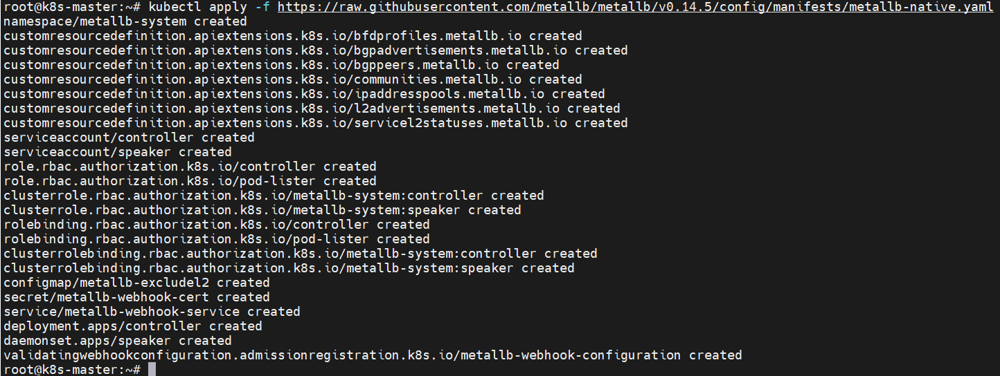 root@k8s-master:~# kubectl apply -f https://raw.githubusercontent.com/metallb/metallb/v0.14.5/config/manifests/metallb-native.yaml
namespace/metallb-system created
customresourcedefinition.apiextensions.k8s.io/bfdprofiles.metallb.io created
customresourcedefinition.apiextensions.k8s.io/bgpadvertisements.metallb.io created
customresourcedefinition.apiextensions.k8s.io/bgppeers.metallb.io created
customresourcedefinition.apiextensions.k8s.io/communities.metallb.io created
customresourcedefinition.apiextensions.k8s.io/ipaddresspools.metallb.io created
customresourcedefinition.apiextensions.k8s.io/l2advertisements.metallb.io created
customresourcedefinition.apiextensions.k8s.io/servicel2statuses.metallb.io created
serviceaccount/controller created
serviceaccount/speaker created
role.rbac.authorization.k8s.io/controller created
role.rbac.authorization.k8s.io/pod-lister created
clusterrole.rbac.authorization.k8s.io/metallb-system:controller created
clusterrole.rbac.authorization.k8s.io/metallb-system:speaker created
rolebinding.rbac.authorization.k8s.io/controller created
rolebinding.rbac.authorization.k8s.io/pod-lister created
clusterrolebinding.rbac.authorization.k8s.io/metallb-system:controller created
clusterrolebinding.rbac.authorization.k8s.io/metallb-system:speaker created
configmap/metallb-excludel2 created
secret/metallb-webhook-cert created
service/metallb-webhook-service created
deployment.apps/controller created
daemonset.apps/speaker created
validatingwebhookconfiguration.admissionregistration.k8s.io/metallb-webhook-configuration created
root@k8s-master:~#